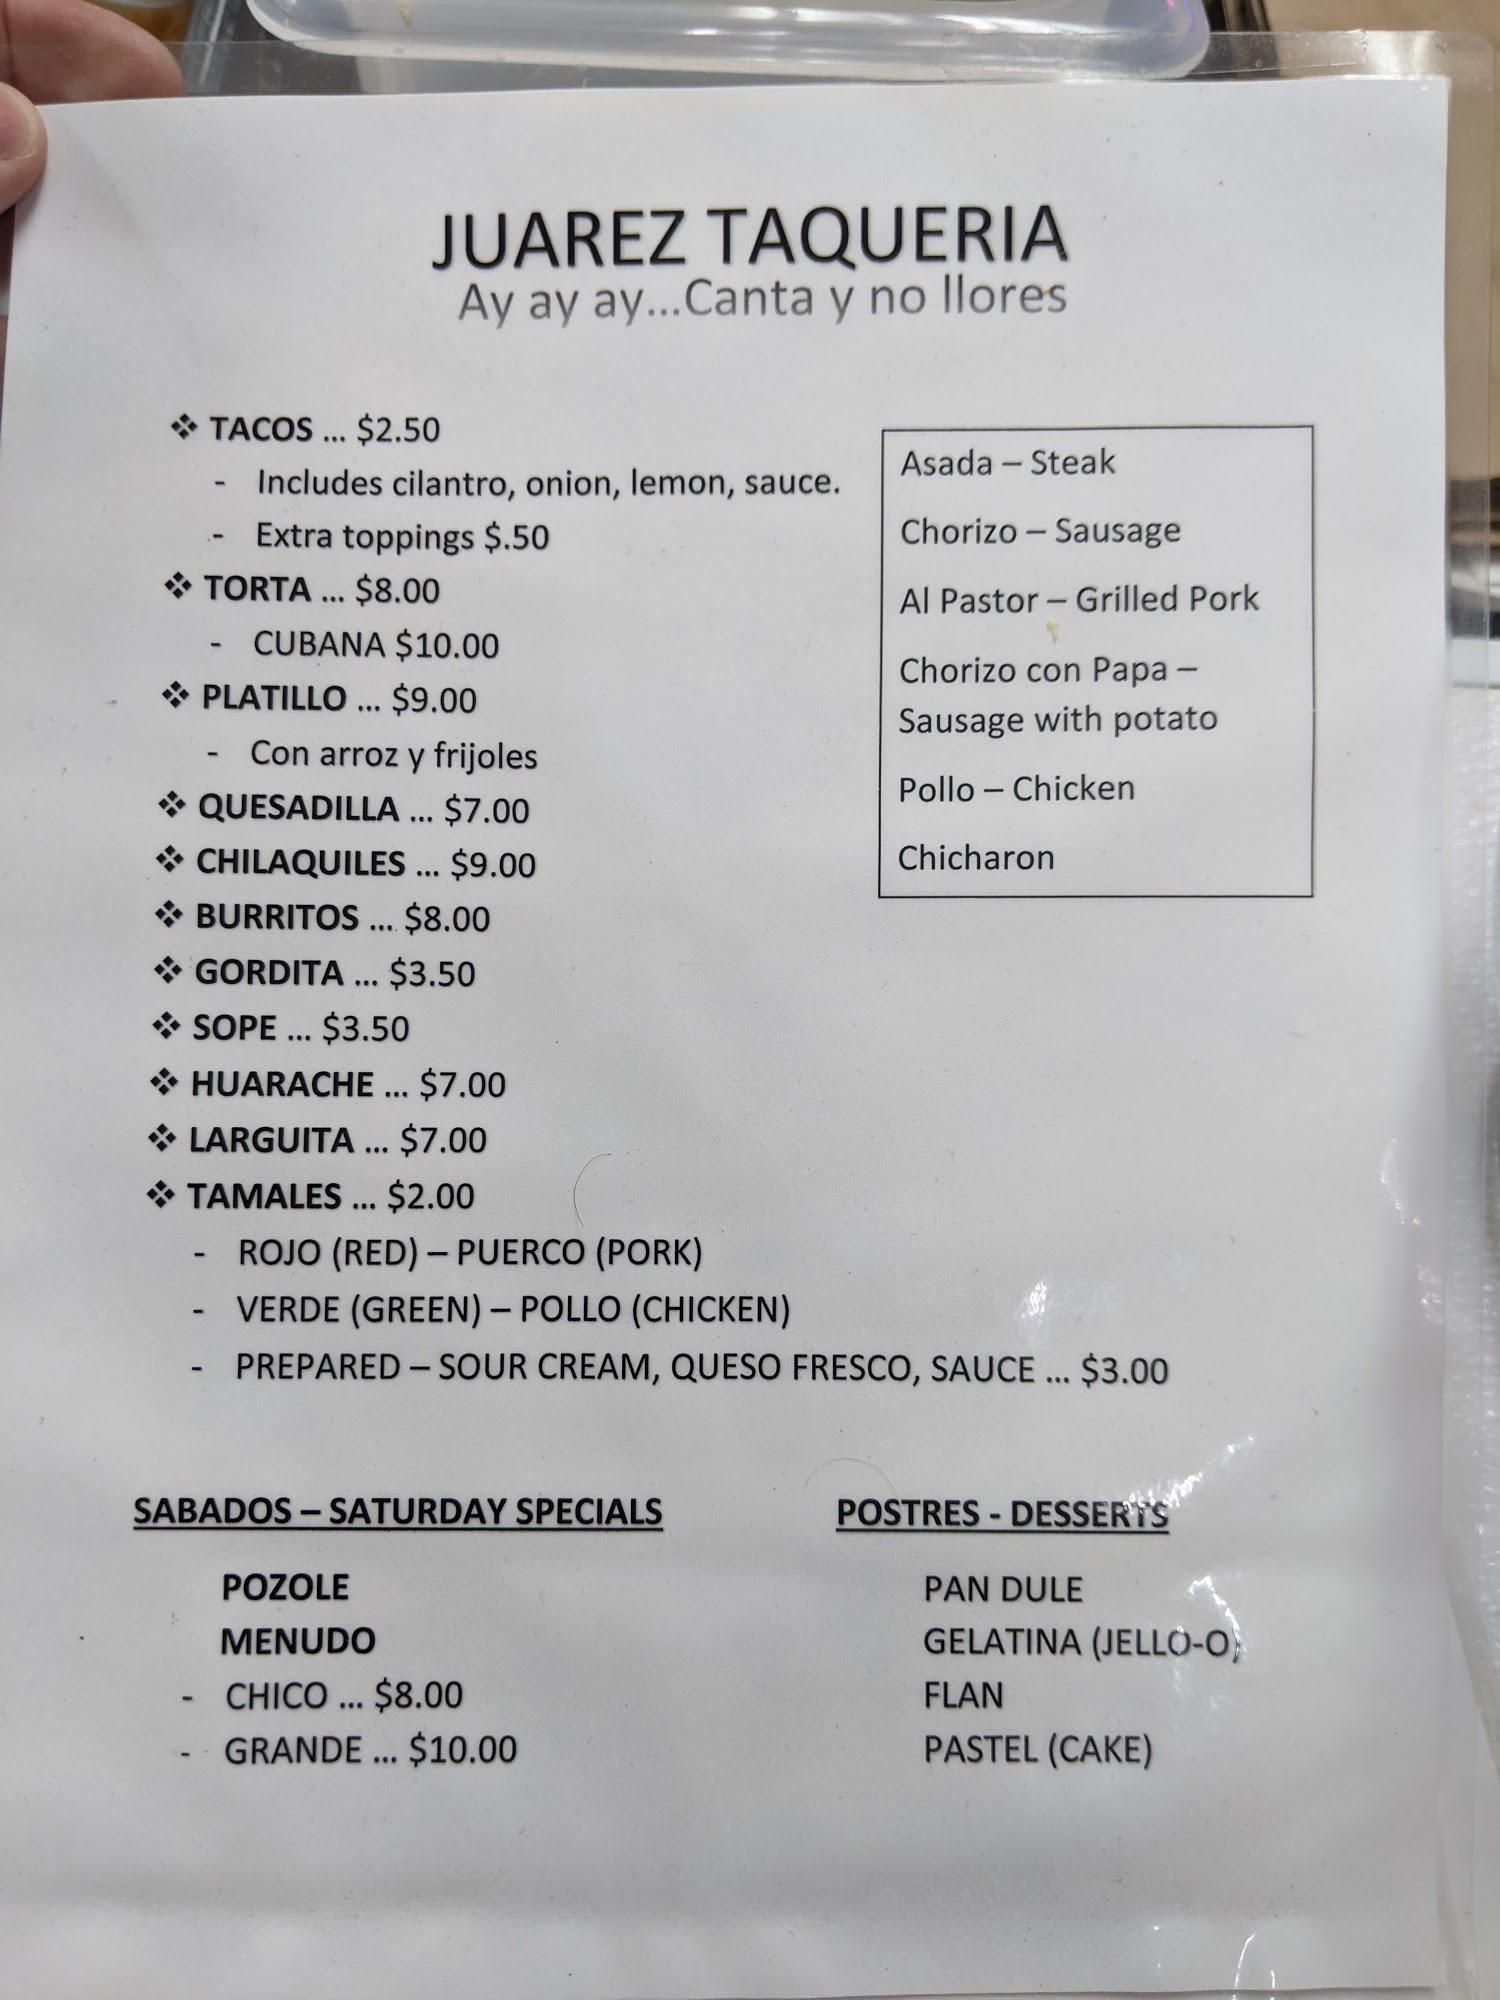 JUAREZ TAQUERIA
Ay ay ay...Canta y no llores
❖ TACOS ... $2.50
- Includes cilantro, onion, lemon, sauce.
- Extra toppings $.50
❖ TORTA ... $8.00
- CUBANA $10.00
❖ PLATILLO ... $9.00
- Con arroz y frijoles
❖ QUESADILLA ... $7.00
❖ CHILAQUILES ... $9.00
❖ BURRITOS ... $8.00
❖ GORDITA ... $3.50
❖ SOPE ... $3.50
❖ HUARACHE ... $7.00
❖ LARGUITA ... $7.00
❖ TAMALES ... $2.00
- ROJO (RED) – PUERCO (PORK)
- VERDE (GREEN) – POLLO (CHICKEN)
- PREPARED – SOUR CREAM, QUESO FRESCO, SAUCE ... $3.00
Asada – Steak
Chorizo – Sausage
Al Pastor – Grilled Pork
Chorizo con Papa –
Sausage with potato
Pollo – Chicken
Chicharon
SABADOS – SATURDAY SPECIALS
POZOLE
MENUDO
- CHICO ... $8.00
- GRANDE ... $10.00
POSTRES - DESSERTS
PAN DULE
GELATINA (JELLO-O)
FLAN
PASTEL (CAKE)